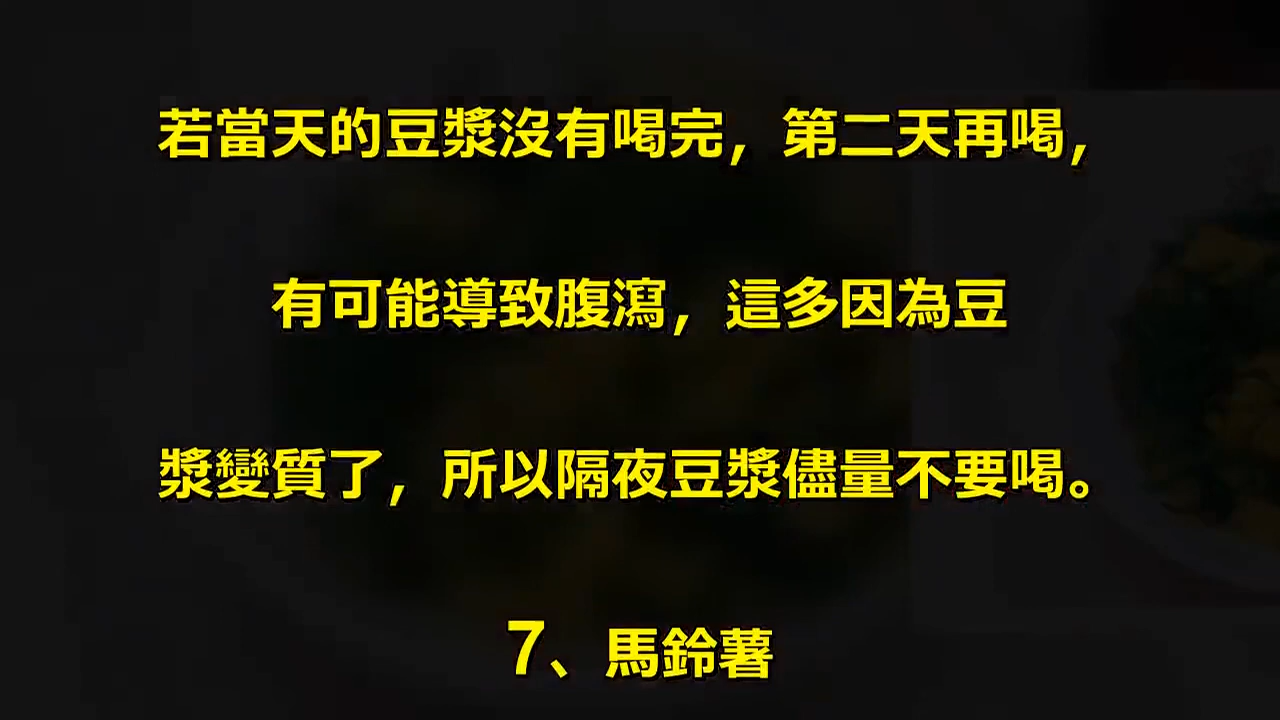 若當天的豆漿沒有喝完，第二天再喝，
有可能導致腹瀉，這多因為豆
漿變質了，所以隔夜豆漿儘量不要喝。
7、馬鈴薯